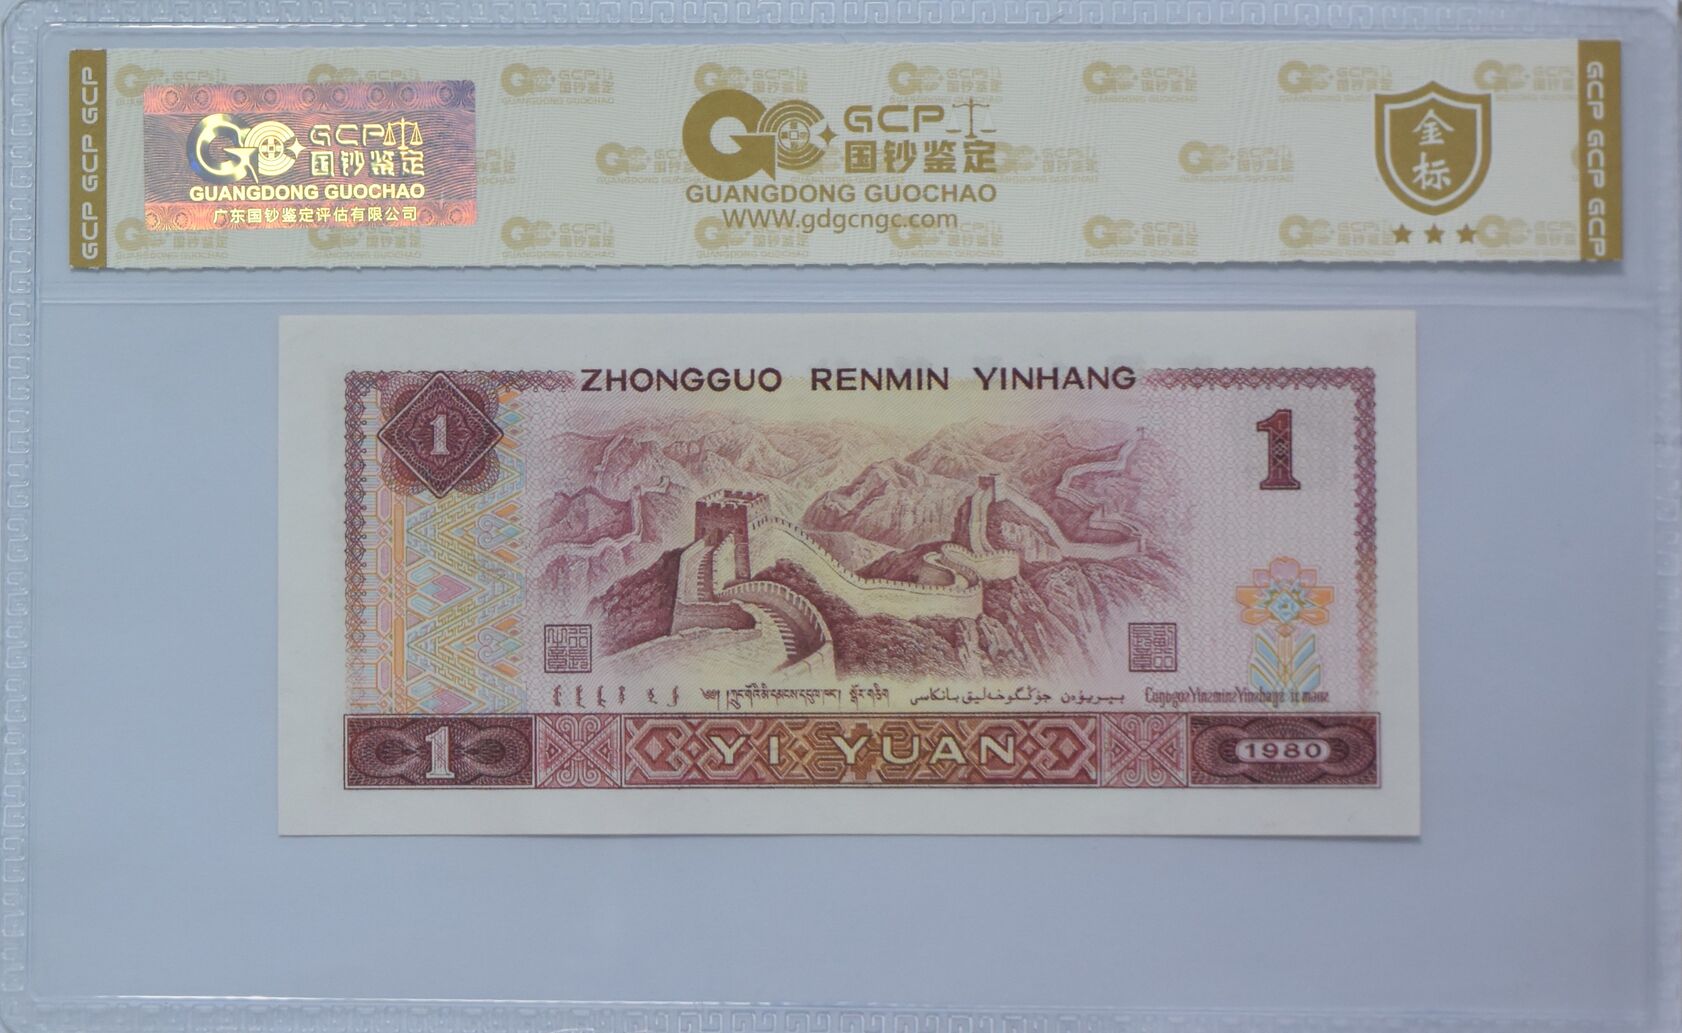 GCP GCP GCP
GCP
国钞鉴定
GUANGDONG GUOCHAO
广东国钞鉴定评估有限公司
GCP
国钞鉴定
GUANGDONG GUOCHAO
WWW.gdgcngc.com
金标
GCP GCP GCP
ZHONGGUO RENMIN YINHANG
1
1
1 YI YUAN 1980